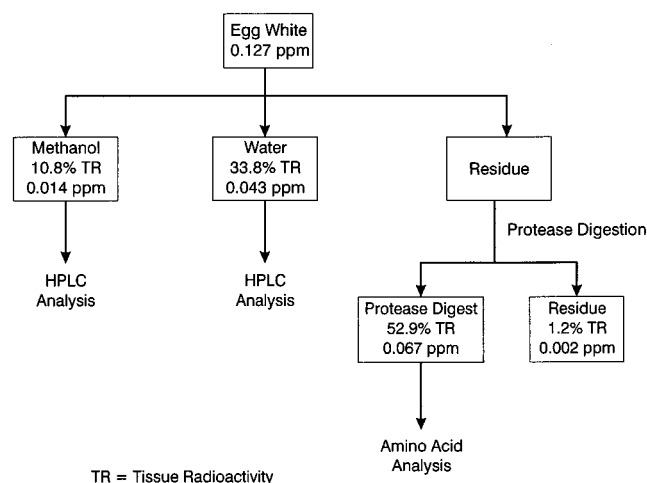 Egg White
0.127 ppm
Methanol
10.8% TR
0.014 ppm
Water
33.8% TR
0.043 ppm
Residue
Protease Digestion
HPLC
Analysis
HPLC
Analysis
Protease Digest
52.9% TR
0.067 ppm
Residue
1.2% TR
0.002 ppm
Amino Acid
Analysis
TR = Tissue Radioactivity